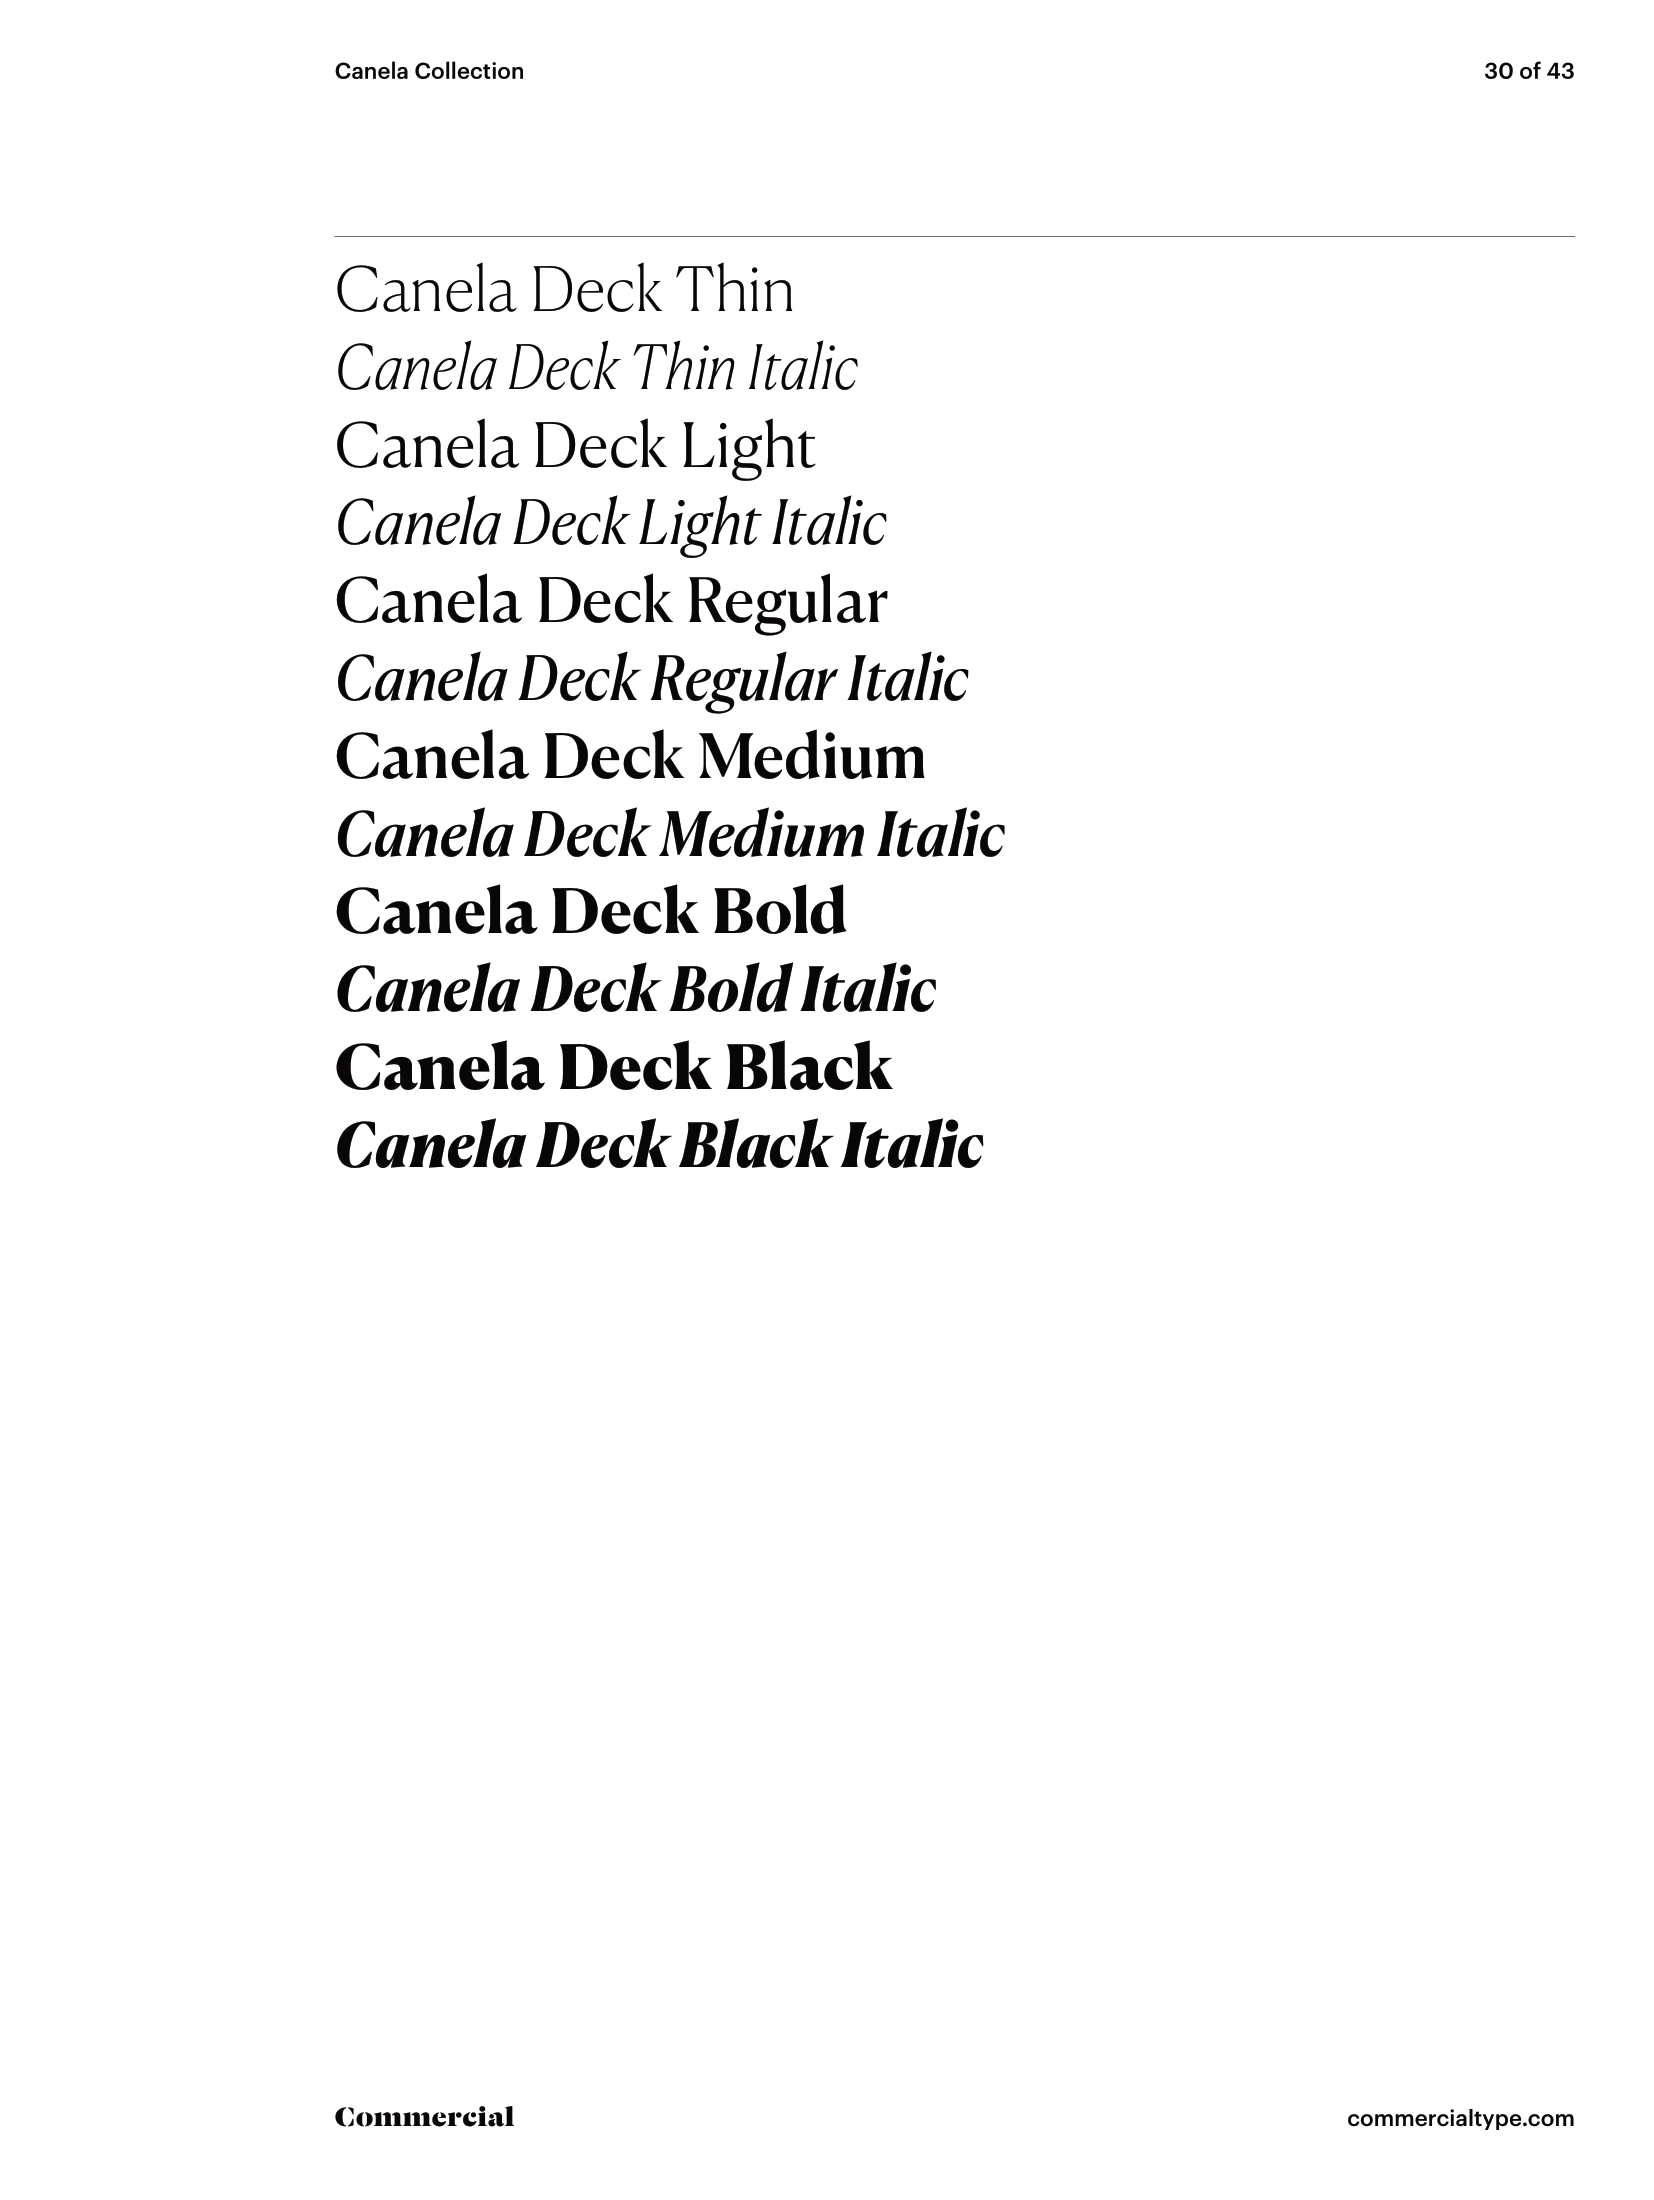 Canela Collection
30 of 43
Canela Deck Thin
Canela Deck Thin Italic
Canela Deck Light
Canela Deck Light Italic
Canela Deck Regular
Canela Deck Regular Italic
Canela Deck Medium
Canela Deck Medium Italic
Canela Deck Bold
Canela Deck Bold Italic
Canela Deck Black
Canela Deck Black Italic
Commercial
commercialtype.com